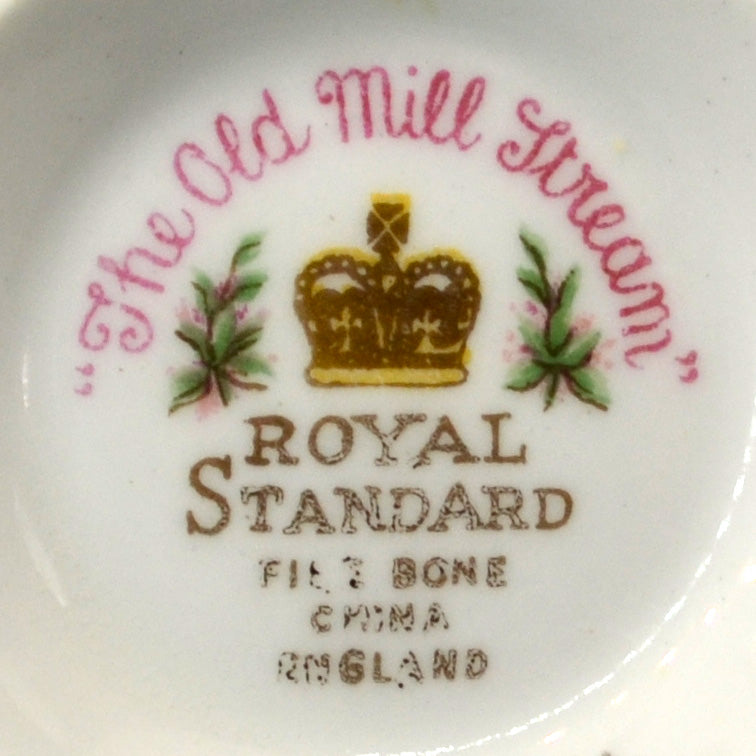 "The Old Mill Stream"
ROYAL
STANDARD
FINE BONE
CHINA
ENGLAND